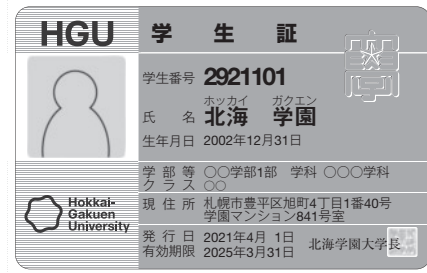 HGU 学生証
学生番号 2921101
ホッカイ ガクエン
氏名 北海 学園
生年月日 2002年12月31日
学部等 〇〇学部1部 学科 〇〇〇学科
クラス 〇〇
現住所 札幌市豊平区旭町4丁目1番40号
学園マンション841号室
Hokkai-
Gakuen
University
発行日 2021年4月 1日
有効期限 2025年3月31日
北海学園大学長